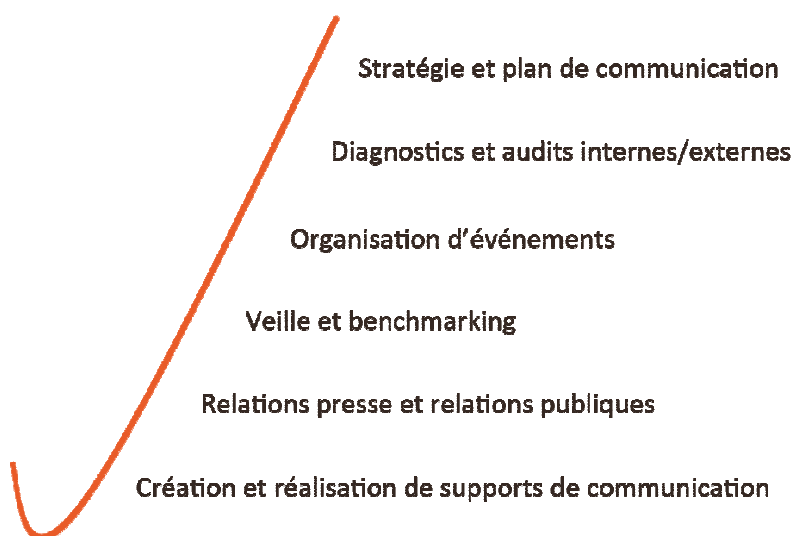 Stratégie et plan de communication
Diagnostics et audits internes/externes
Organisation d’événements
Veille et benchmarking
Relations presse et relations publiques
Création et réalisation de supports de communication